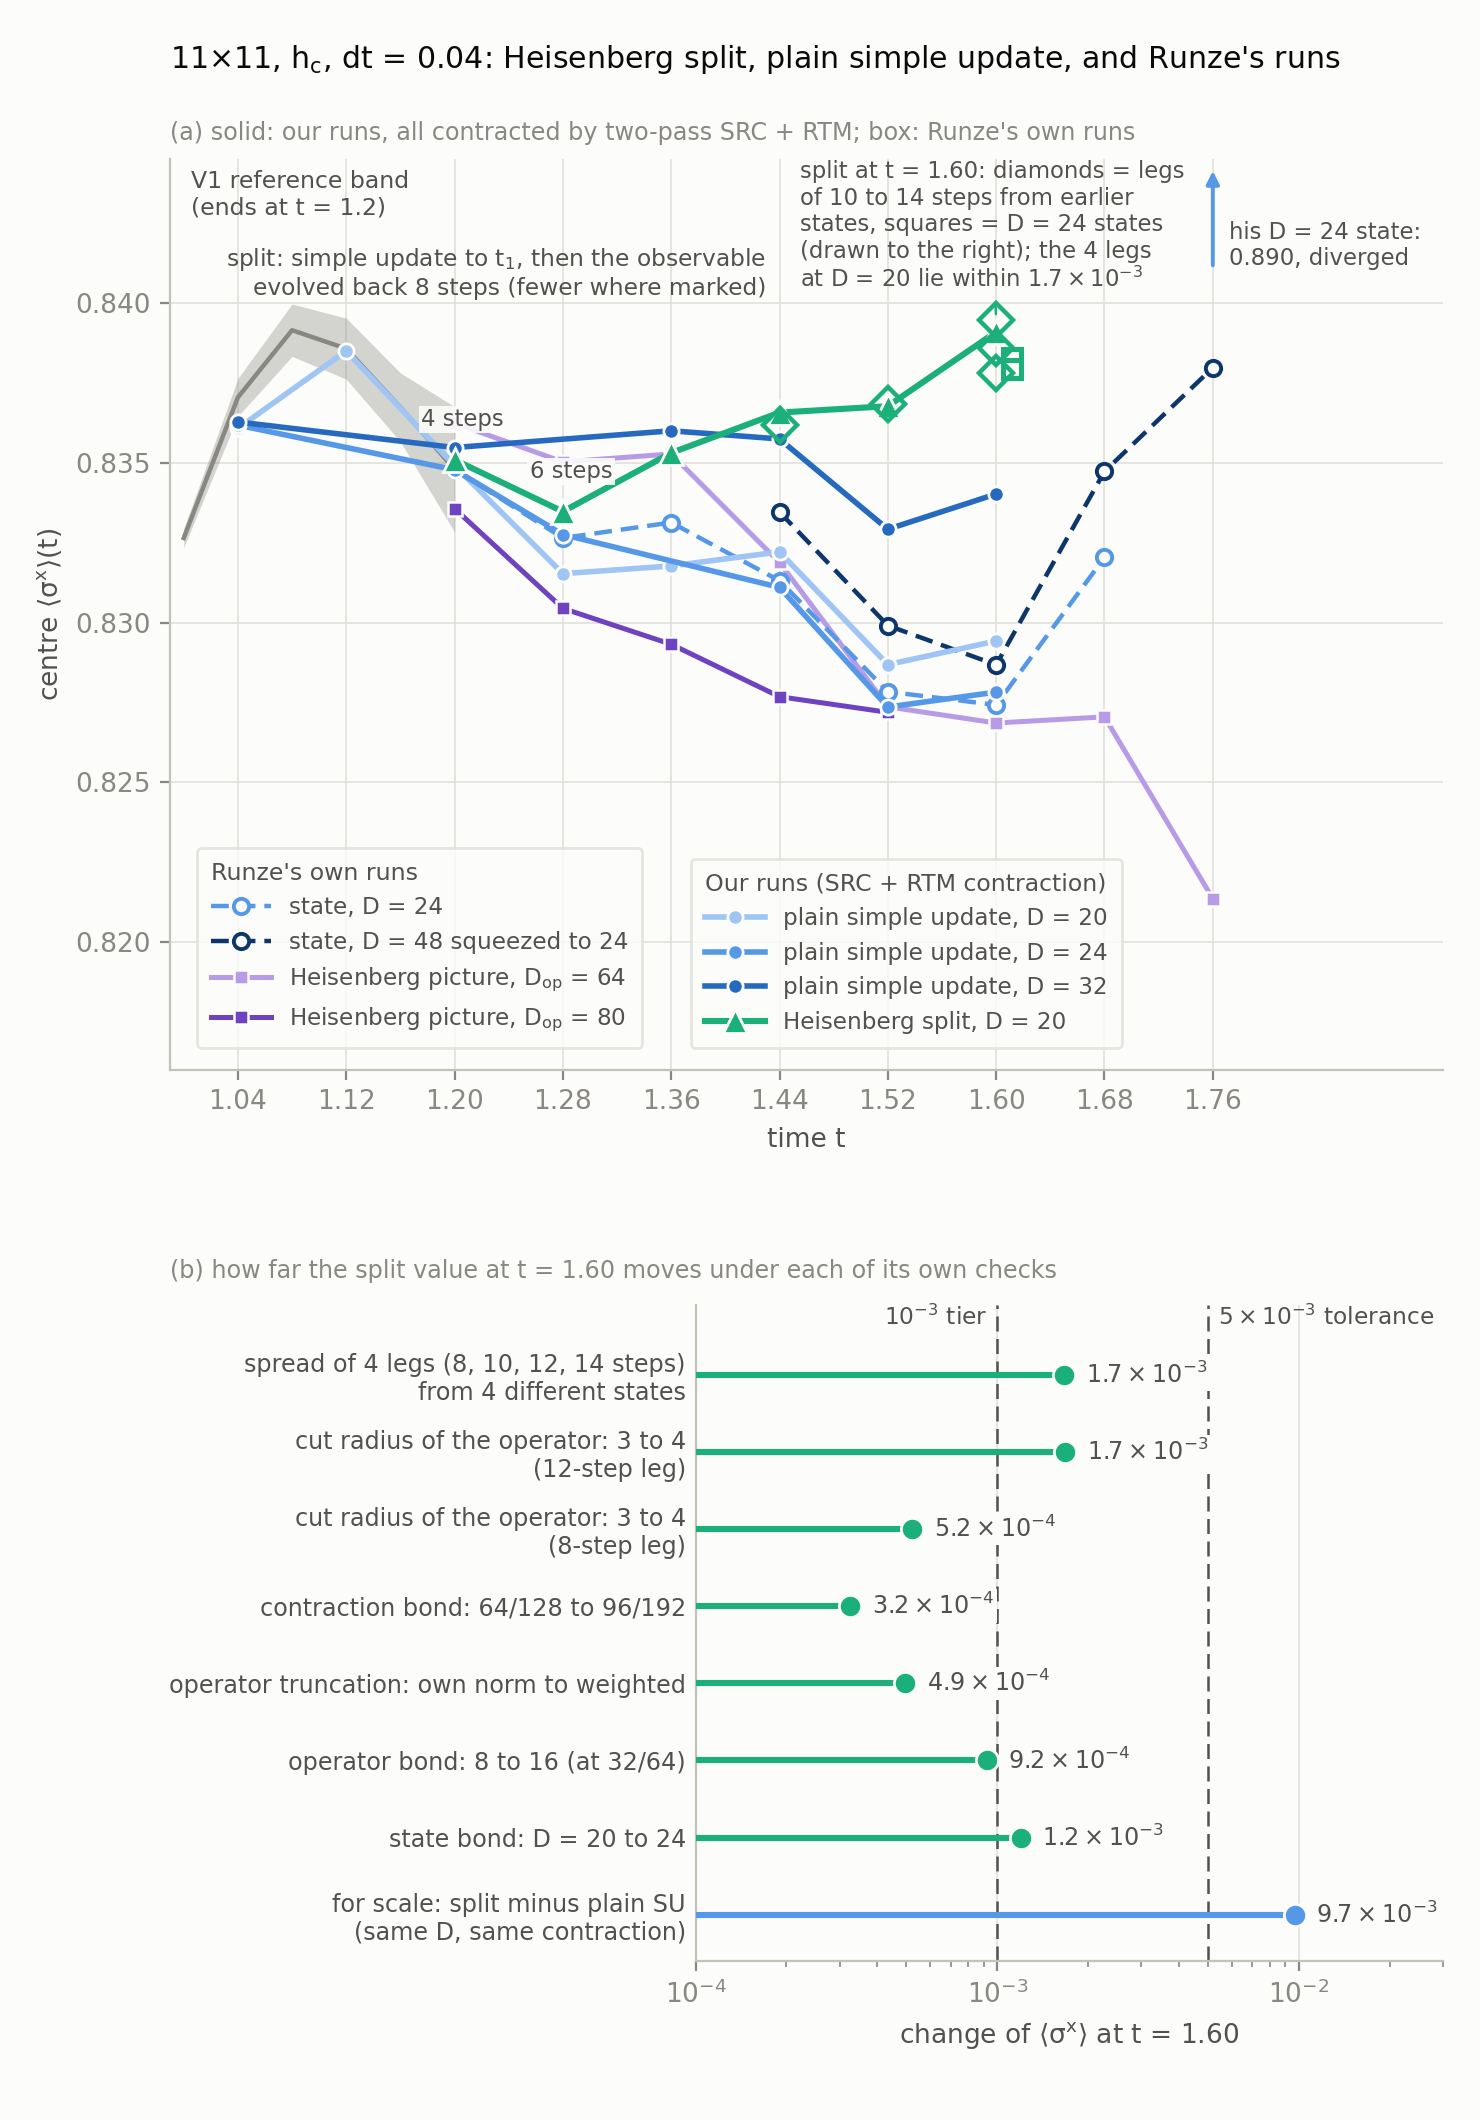 11×11, h_c, dt = 0.04: Heisenberg split, plain simple update, and Runze's runs
(a) solid: our runs, all contracted by two-pass SRC + RTM; box: Runze's own runs
V1 reference band
(ends at t = 1.2)
split: simple update to t₁, then the observable
evolved back 8 steps (fewer where marked)
split at t = 1.60: diamonds = legs
of 10 to 14 steps from earlier
states, squares = D = 24 states
(drawn to the right); the 4 legs
at D = 20 lie within 1.7 × 10⁻³
his D = 24 state:
0.890, diverged
4 steps
6 steps
centre ⟨σˣ⟩(t)
0.840
0.835
0.830
0.825
0.820
Runze's own runs
state, D = 24
state, D = 48 squeezed to 24
Heisenberg picture, D_op = 64
Heisenberg picture, D_op = 80
Our runs (SRC + RTM contraction)
plain simple update, D = 20
plain simple update, D = 24
plain simple update, D = 32
Heisenberg split, D = 20
1.04 1.12 1.20 1.28 1.36 1.44 1.52 1.60 1.68 1.76
time t
(b) how far the split value at t = 1.60 moves under each of its own checks
10⁻³ tier
5 × 10⁻³ tolerance
spread of 4 legs (8, 10, 12, 14 steps)
from 4 different states
1.7 × 10⁻³
cut radius of the operator: 3 to 4
(12-step leg)
1.7 × 10⁻³
cut radius of the operator: 3 to 4
(8-step leg)
5.2 × 10⁻⁴
contraction bond: 64/128 to 96/192
3.2 × 10⁻⁴
operator truncation: own norm to weighted
4.9 × 10⁻⁴
operator bond: 8 to 16 (at 32/64)
9.2 × 10⁻⁴
state bond: D = 20 to 24
1.2 × 10⁻³
for scale: split minus plain SU
(same D, same contraction)
9.7 × 10⁻³
10⁻⁴ 10⁻³ 10⁻²
change of ⟨σˣ⟩ at t = 1.60